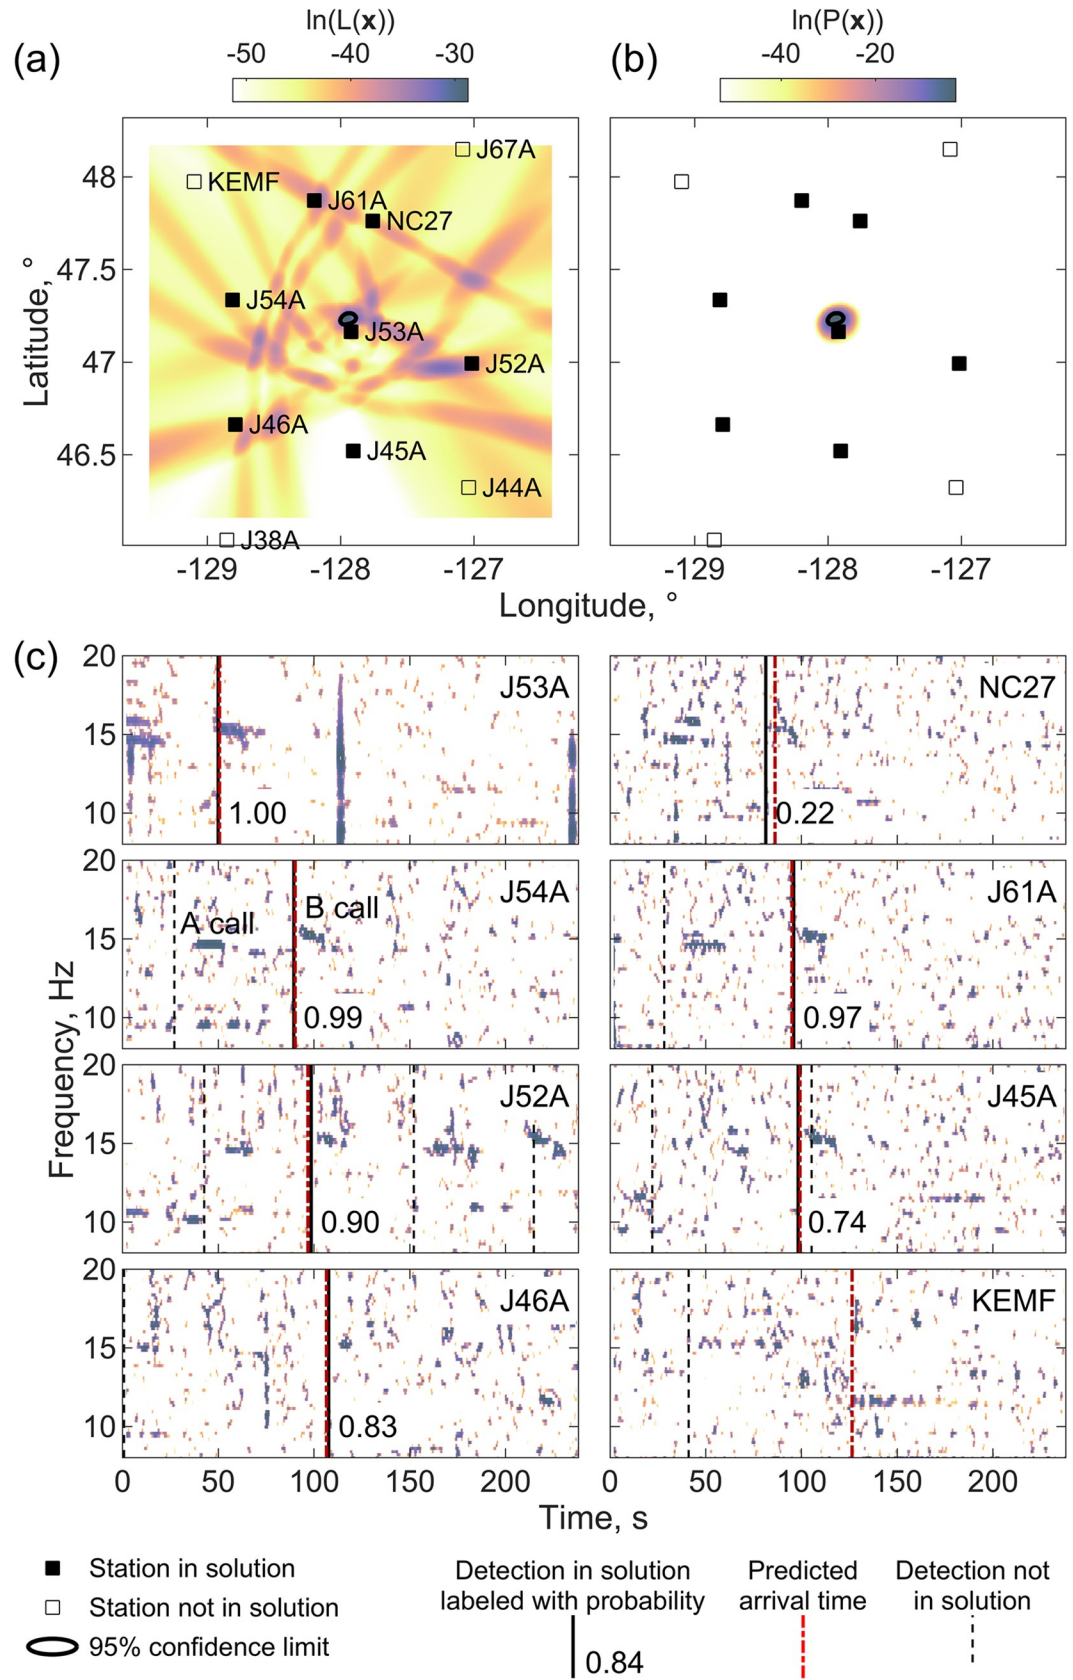 ln(L(x))
ln(P(x))
(a)
-50 -40 -30
(b)
-40 -20
J67A
48
KEMF
J61A
NC27
47.5
J54A
J53A
47
J52A
J46A
46.5
J45A
J44A
J38A
Latitude, °
-129 -128 -127
-129 -128 -127
Longitude, °
(c)
20
15
10
J53A
1.00
NC27
0.22
20
15
10
J54A
A call
B call
0.99
J61A
0.97
20
15
10
J52A
0.90
J45A
0.74
20
15
10
J46A
0.83
KEMF
Frequency, Hz
0 50 100 150 200
0 50 100 150 200
Time, s
Station in solution
Station not in solution
95% confidence limit
Detection in solution
labeled with probability
0.84
Predicted
arrival time
Detection not
in solution